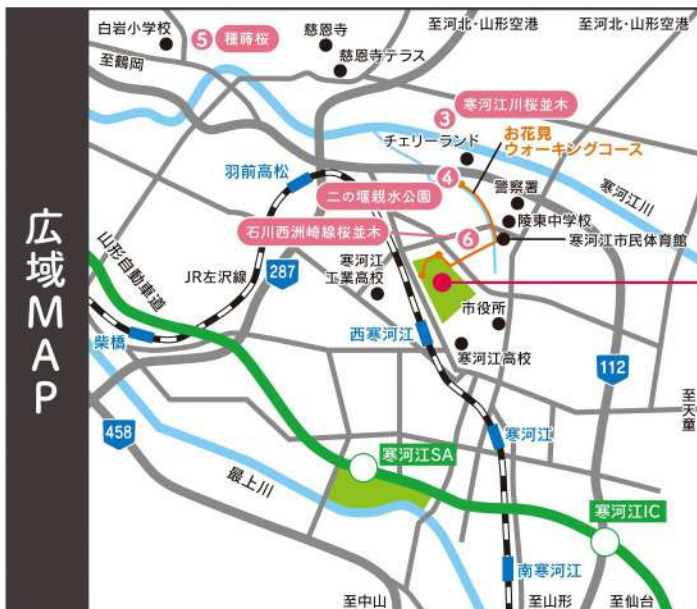 広域MAP
白岩小学校
⑤
種蒔桜
慈恩寺
慈恩寺テラス
至河北・山形空港
至河北・山形空港
至鶴岡
③
寒河江川桜並木
チェリーランド
お花見
ウォーキングコース
羽前高松
④
二の堰親水公園
警察署
寒河江川
陵東中学校
石川西洲崎線桜並木
⑥
寒河江市民体育館
山形自動車道
JR左沢線
287
寒河江
工業高校
市役所
柴橋
西寒河江
寒河江高校
112
至天童
458
寒河江SA
寒河江
最上川
寒河江IC
南寒河江
至中山
至山形
至仙台